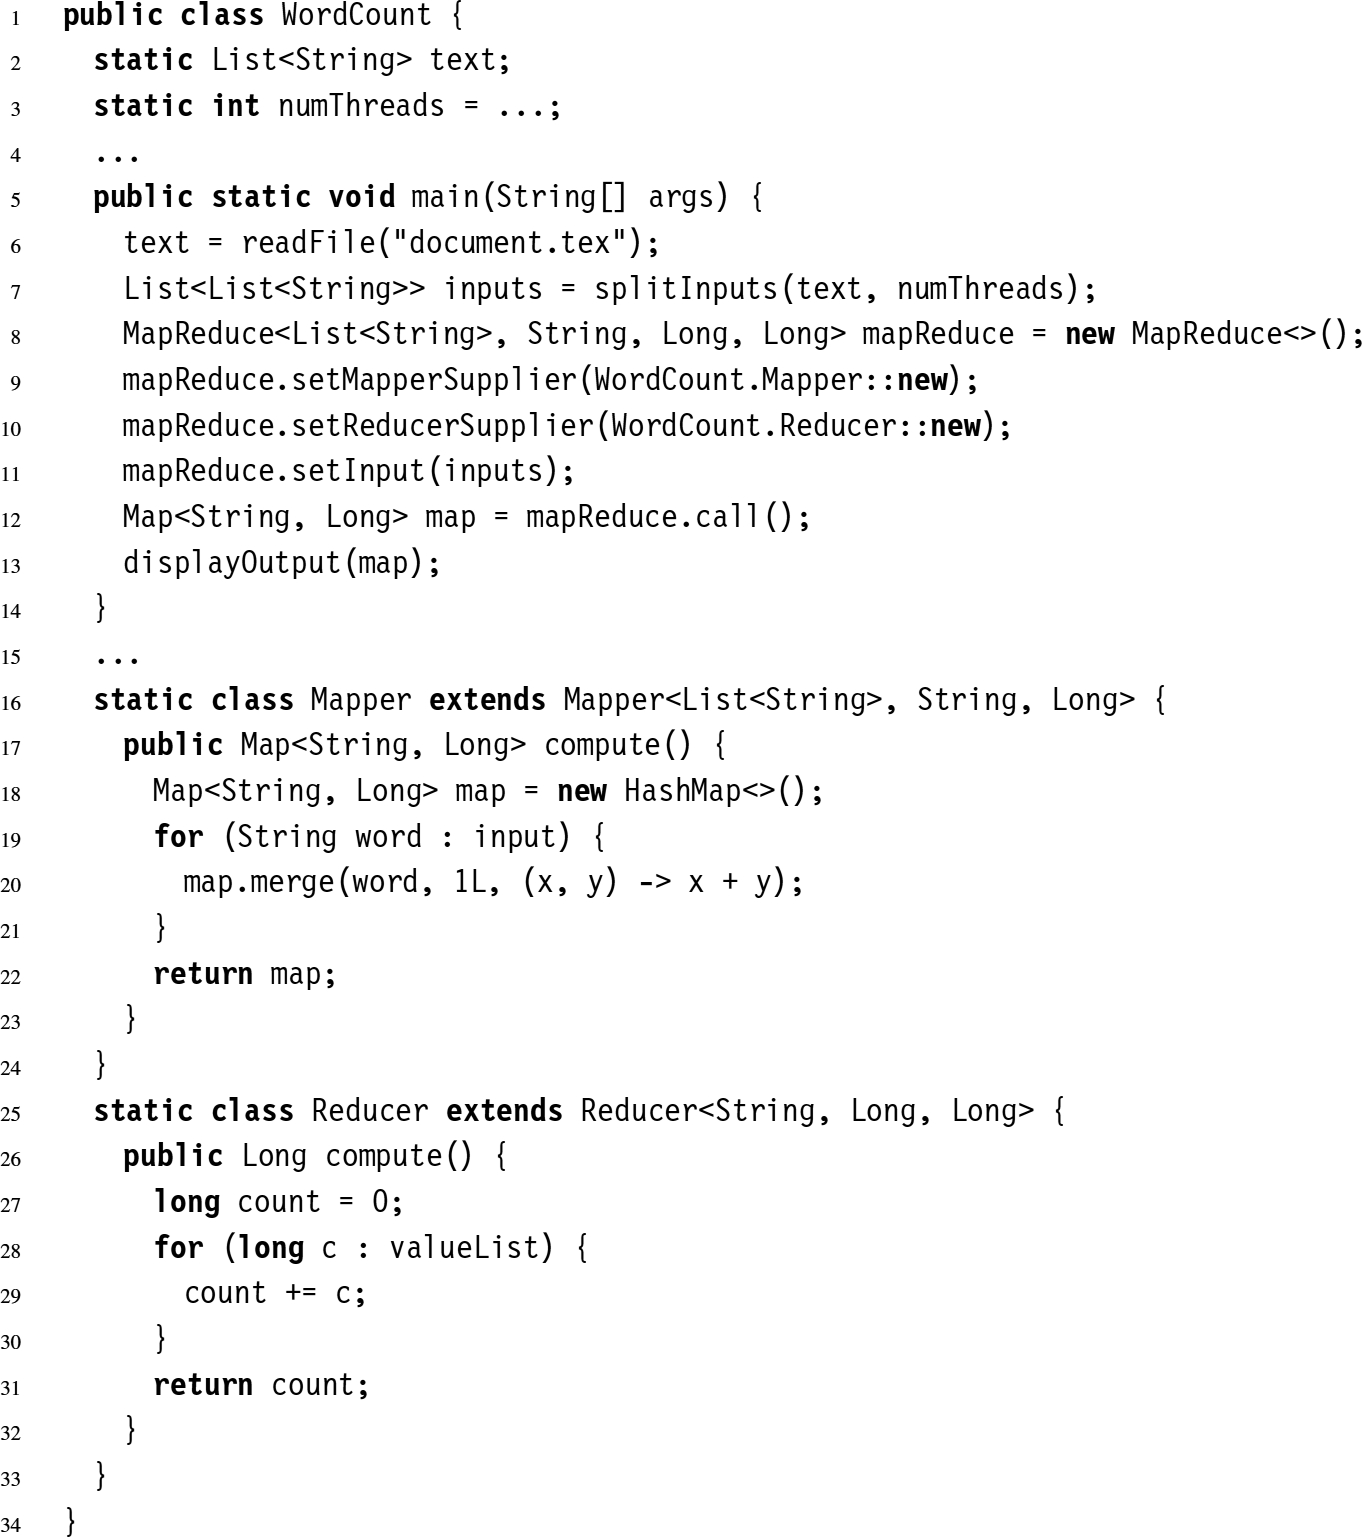 1 public class WordCount {
2 static List<String> text;
3 static int numThreads = ...;
4 ...
5 public static void main(String[] args) {
6 text = readFile("document.tex");
7 List<List<String>> inputs = splitInputs(text, numThreads);
8 MapReduce<List<String>, String, Long, Long> mapReduce = new MapReduce<>();
9 mapReduce.setMapperSupplier(WordCount.Mapper::new);
10 mapReduce.setReducerSupplier(WordCount.Reducer::new);
11 mapReduce.setInput(inputs);
12 Map<String, Long> map = mapReduce.call();
13 displayOutput(map);
14 }
15 ...
16 static class Mapper extends Mapper<List<String>, String, Long> {
17 public Map<String, Long> compute() {
18 Map<String, Long> map = new HashMap<>();
19 for (String word : input) {
20 map.merge(word, 1L, (x, y) -> x + y);
21 }
22 return map;
23 }
24 }
25 static class Reducer extends Reducer<String, Long, Long> {
26 public Long compute() {
27 long count = 0;
28 for (long c : valueList) {
29 count += c;
30 }
31 return count;
32 }
33 }
34 }